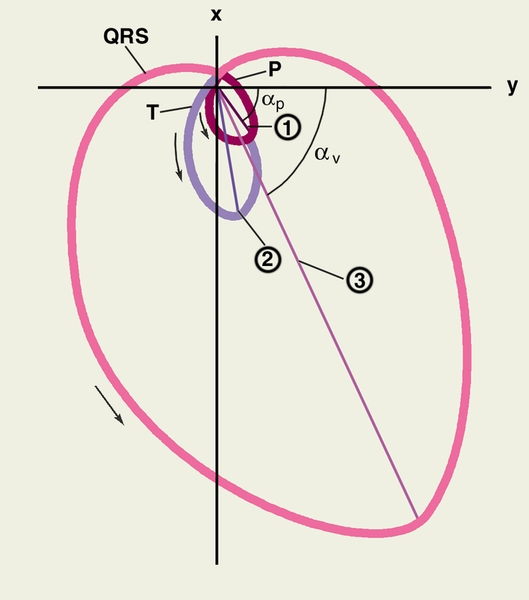 x
QRS
P
y
αp
T
①
αv
②
③